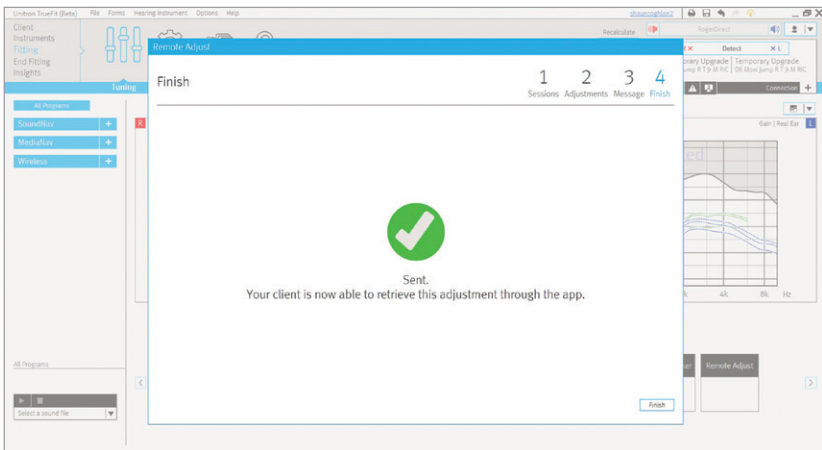 Unitron TrueFit (Beta) File Forms Hearing Instrument Options Help
Client
Instruments
Fitting
End Fitting
Insights
Recalculate
RogerDirect
2
Detect
X L
Temporary Upgrade
Tuning
Connection +
All Programs
SoundNav +
MediaNav +
Wireless +
R
Gain | Real Ear L
Remote Adjust
Finish
1 2 3 4
Sessions Adjustments Message Finish
Sent.
Your client is now able to retrieve this adjustment through the app.
Finish
4k 8k Hz
All Programs
Select a sound file
Remote Adjust